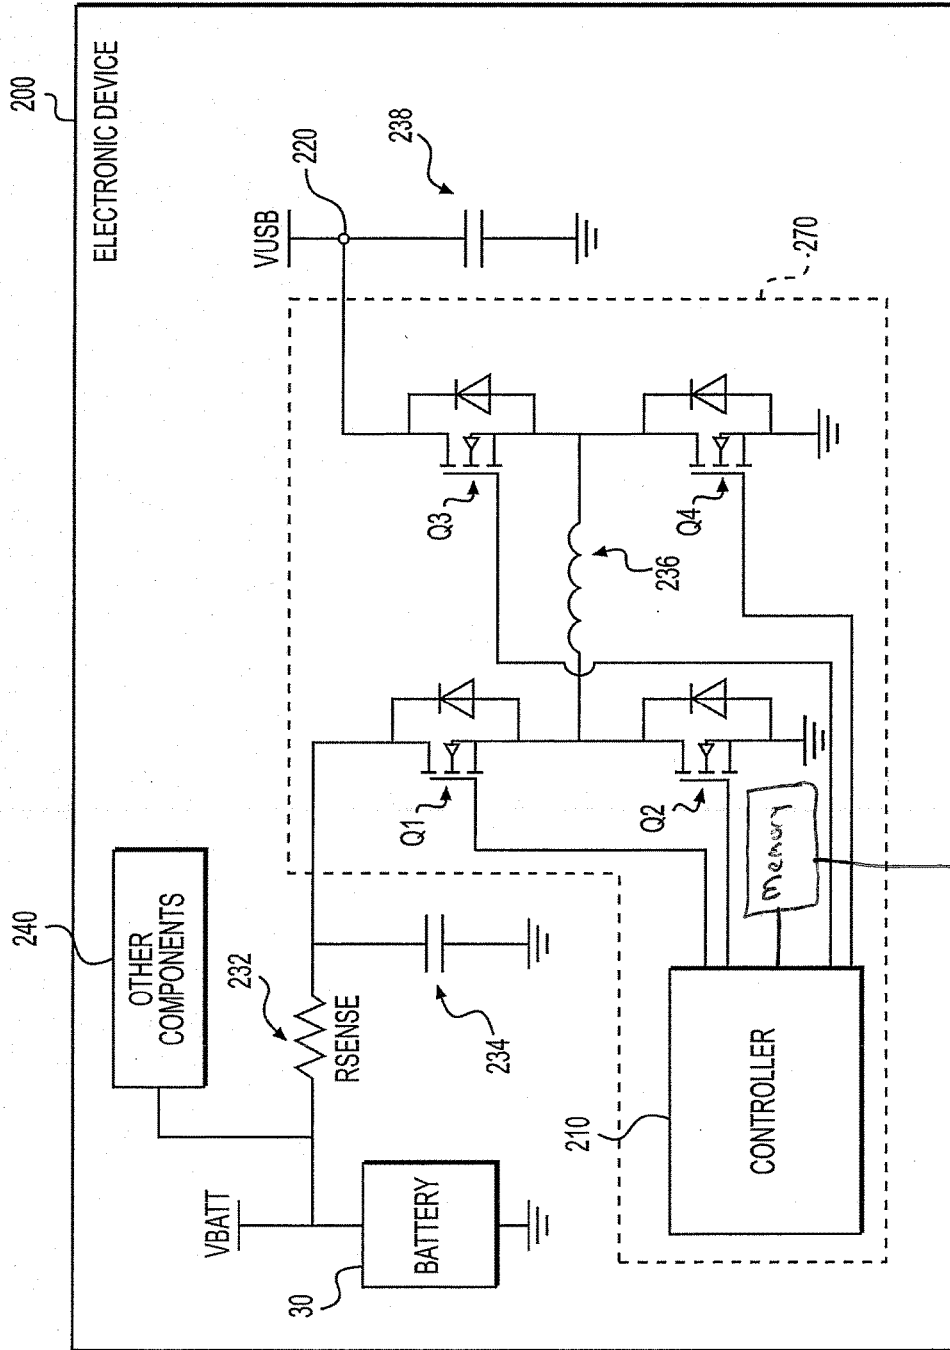 200
ELECTRONIC DEVICE
240
OTHER
COMPONENTS
VBATT
232
RSENSE
234
30
BATTERY
VUSB
220
238
270
Q1
Q2
Q3
Q4
236
210
CONTROLLER
Memory